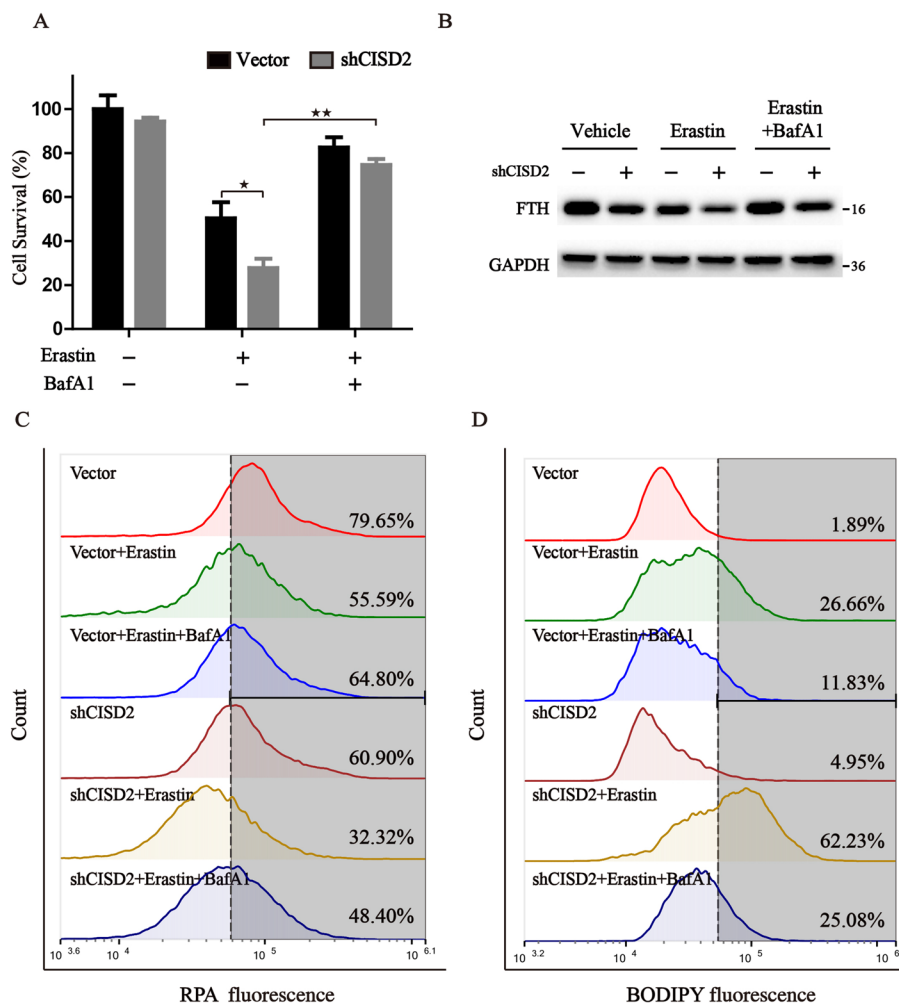 A
Vector shCISD2
Cell Survival (%)
100
80
60
40
20
0
★
★★
Erastin − + +
BafA1 − − +
B
Vehicle Erastin Erastin
+BafA1
shCISD2 − + − + − +
FTH -16
GAPDH -36
C
Count
Vector
79.65%
Vector+Erastin
55.59%
Vector+Erastin+BafA1
64.80%
shCISD2
60.90%
shCISD2+Erastin
32.32%
shCISD2+Erastin+BafA1
48.40%
10^3.6 10^4 10^5 10^6.1
RPA fluorescence
D
Count
Vector
1.89%
Vector+Erastin
26.66%
Vector+Erastin+BafA1
11.83%
shCISD2
4.95%
shCISD2+Erastin
62.23%
shCISD2+Erastin+BafA1
25.08%
10^3.2 10^4 10^5 10^6
BODIPY fluorescence